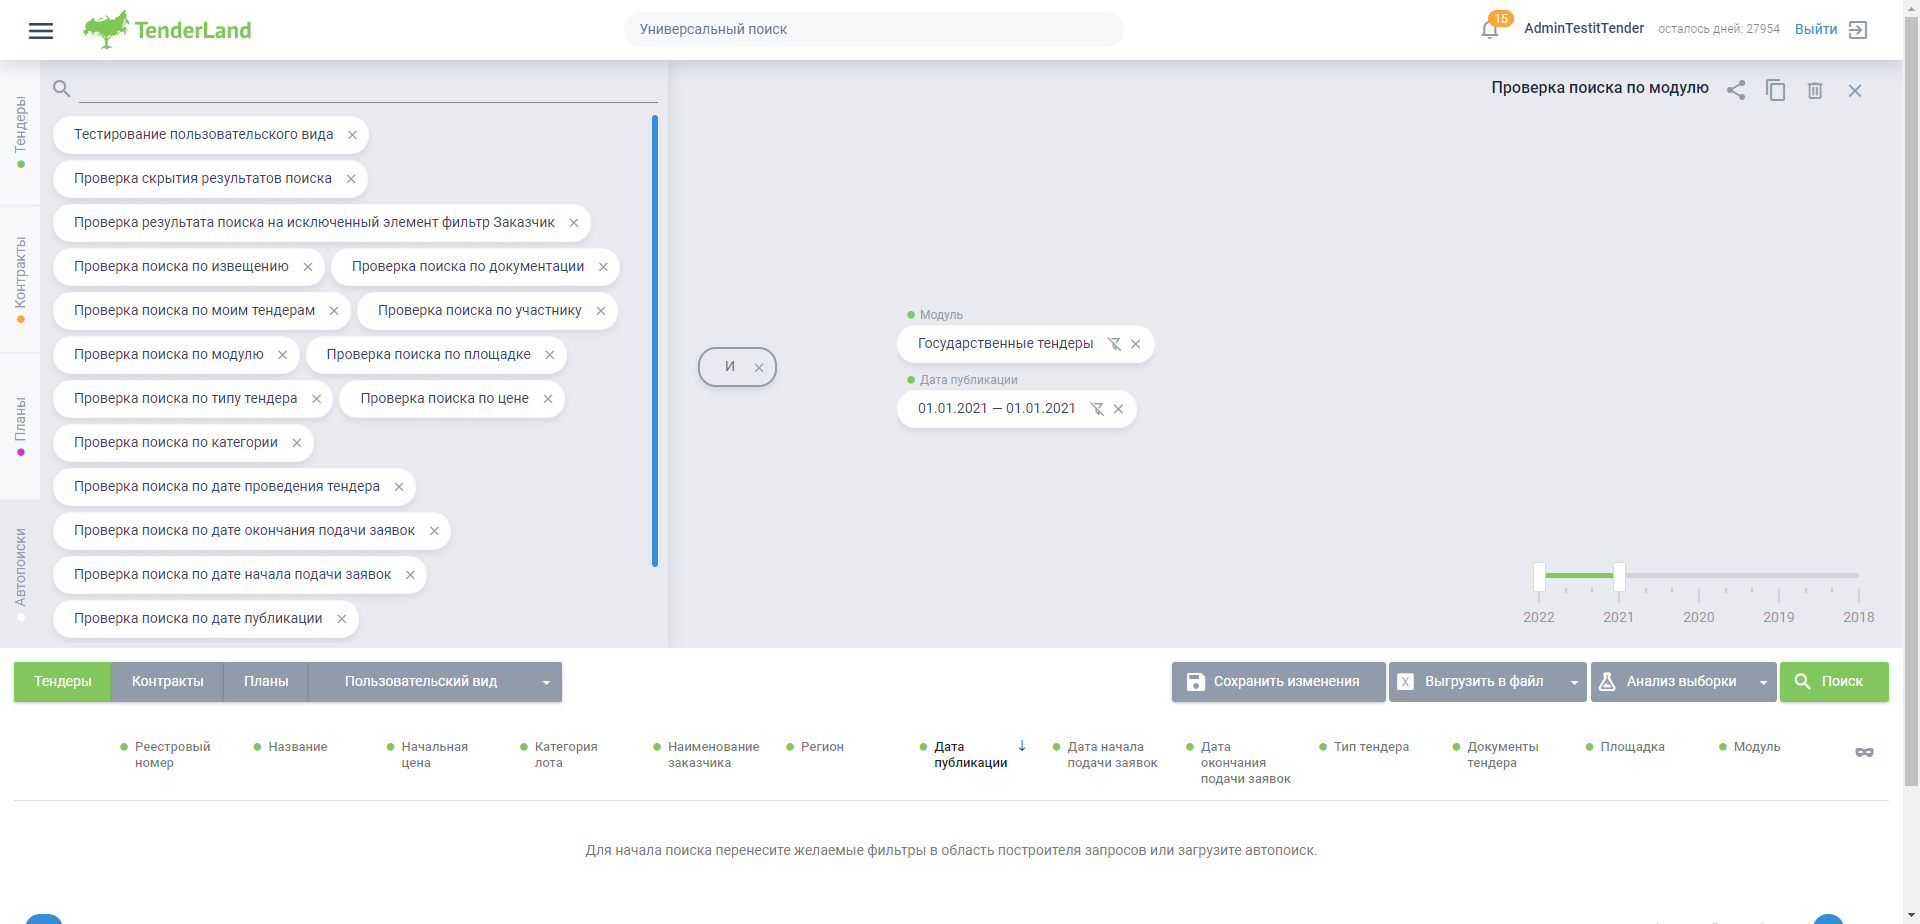 TenderLand
Универсальный поиск
15
AdminTestitTender
осталось дней: 27954
Выйти
Тендеры
Контракты
Планы
Автопоиски
Тестирование пользовательского вида
Проверка скрытия результатов поиска
Проверка результата поиска на исключенный элемент фильтр Заказчик
Проверка поиска по извещению
Проверка поиска по документации
Проверка поиска по моим тендерам
Проверка поиска по участнику
Проверка поиска по модулю
Проверка поиска по площадке
Проверка поиска по типу тендера
Проверка поиска по цене
Проверка поиска по категории
Проверка поиска по дате проведения тендера
Проверка поиска по дате окончания подачи заявок
Проверка поиска по дате начала подачи заявок
Проверка поиска по дате публикации
Проверка поиска по модулю
И
Модуль
Государственные тендеры
Дата публикации
01.01.2021 — 01.01.2021
2022 2021 2020 2019 2018
Тендеры
Контракты
Планы
Пользовательский вид
Сохранить изменения
X
Выгрузить в файл
Анализ выборки
Поиск
Реестровый
номер
Название
Начальная
цена
Категория
лота
Наименование
заказчика
Регион
Дата
публикации
Дата начала
подачи заявок
Дата
окончания
подачи заявок
Тип тендера
Документы
тендера
Площадка
Модуль
Для начала поиска перенесите желаемые фильтры в область построителя запросов или загрузите автопоиск.